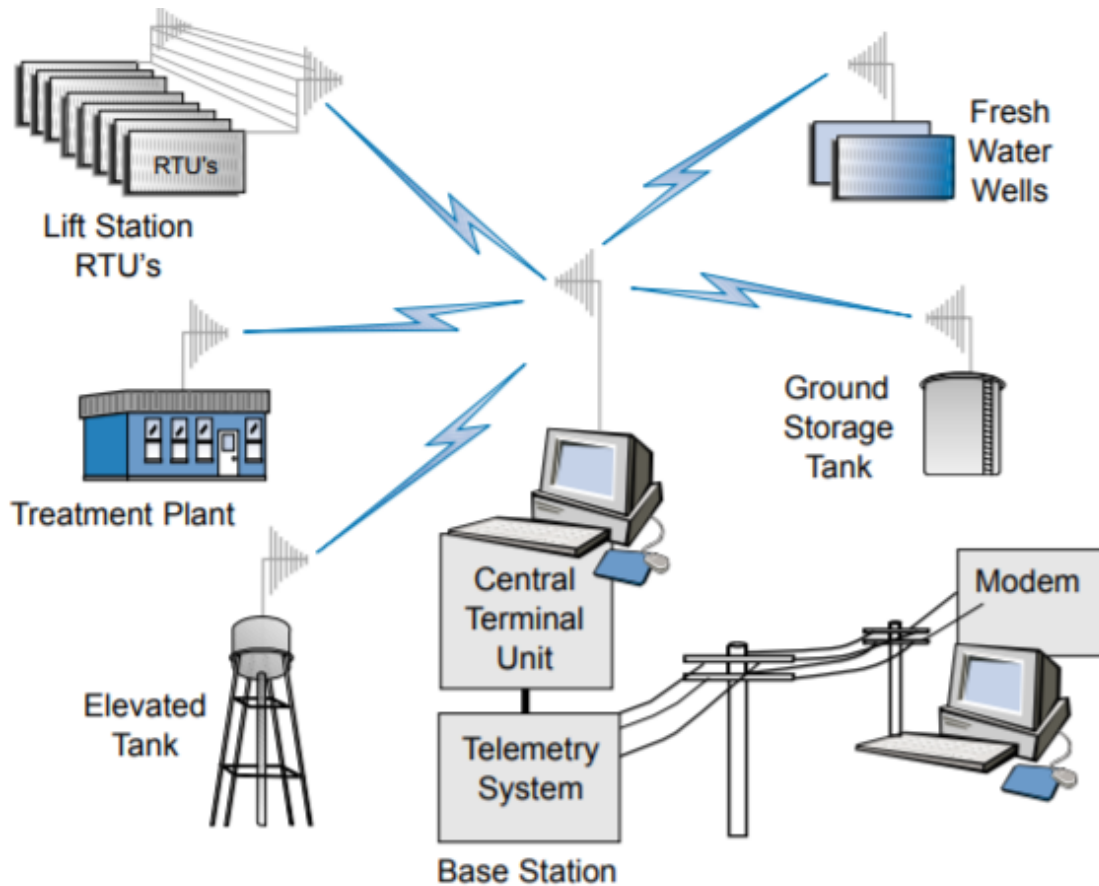 RTU's
Lift Station
RTU's
Fresh
Water
Wells
Treatment Plant
Ground
Storage
Tank
Elevated
Tank
Central
Terminal
Unit
Modem
Telemetry
System
Base Station